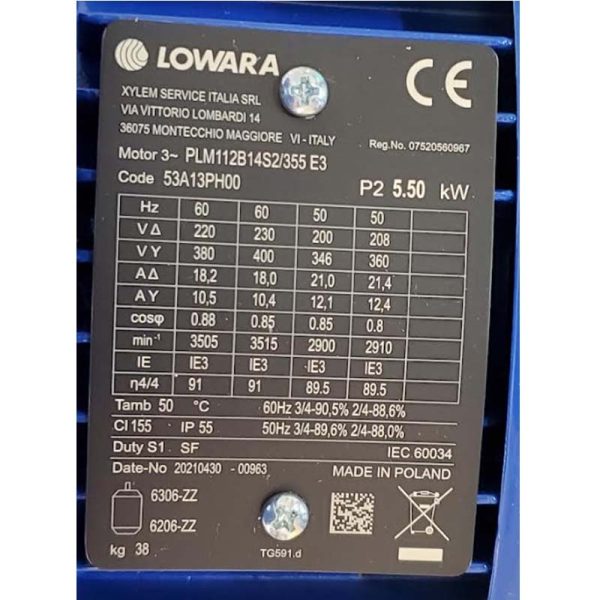 LOWARA
CE
XYLEM SERVICE ITALIA SRL
VIA VITTORIO LOMBARDI 14
36075 MONTECCHIO MAGGIORE VI - ITALY
Reg.No. 07520560967
Motor 3~ PLM112B14S2/355 E3
Code 53A13PH00
P2 5.50 kW
Hz 60 60 50 50
V Δ 220 230 200 208
V Y 380 400 346 360
A Δ 18,2 18,0 21,0 21,4
A Y 10,5 10,4 12,1 12,4
cosφ 0.88 0.85 0.85 0.8
min⁻¹ 3505 3515 2900 2910
IE IE3 IE3 IE3 IE3
η4/4 91 91 89.5 89.5
Tamb 50 °C 60Hz 3/4-90,5% 2/4-88,6%
Cl 155 IP 55 50Hz 3/4-89,6% 2/4-88,0%
Duty S1 SF IEC 60034
Date-No 20210430 - 00963 MADE IN POLAND
6306-ZZ
6206-ZZ
kg 38
TG591.d